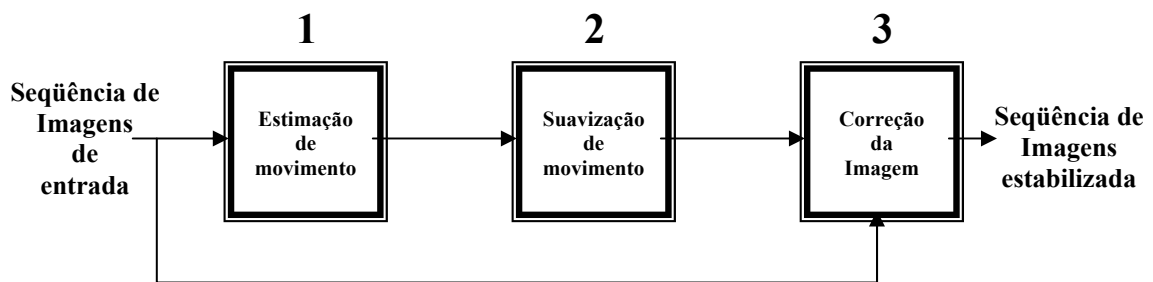 1
2
3
Seqüência de
Imagens
de
entrada
Estimação
de
movimento
Suavização
de
movimento
Correção
da
Imagem
Seqüência de
Imagens
estabilizada